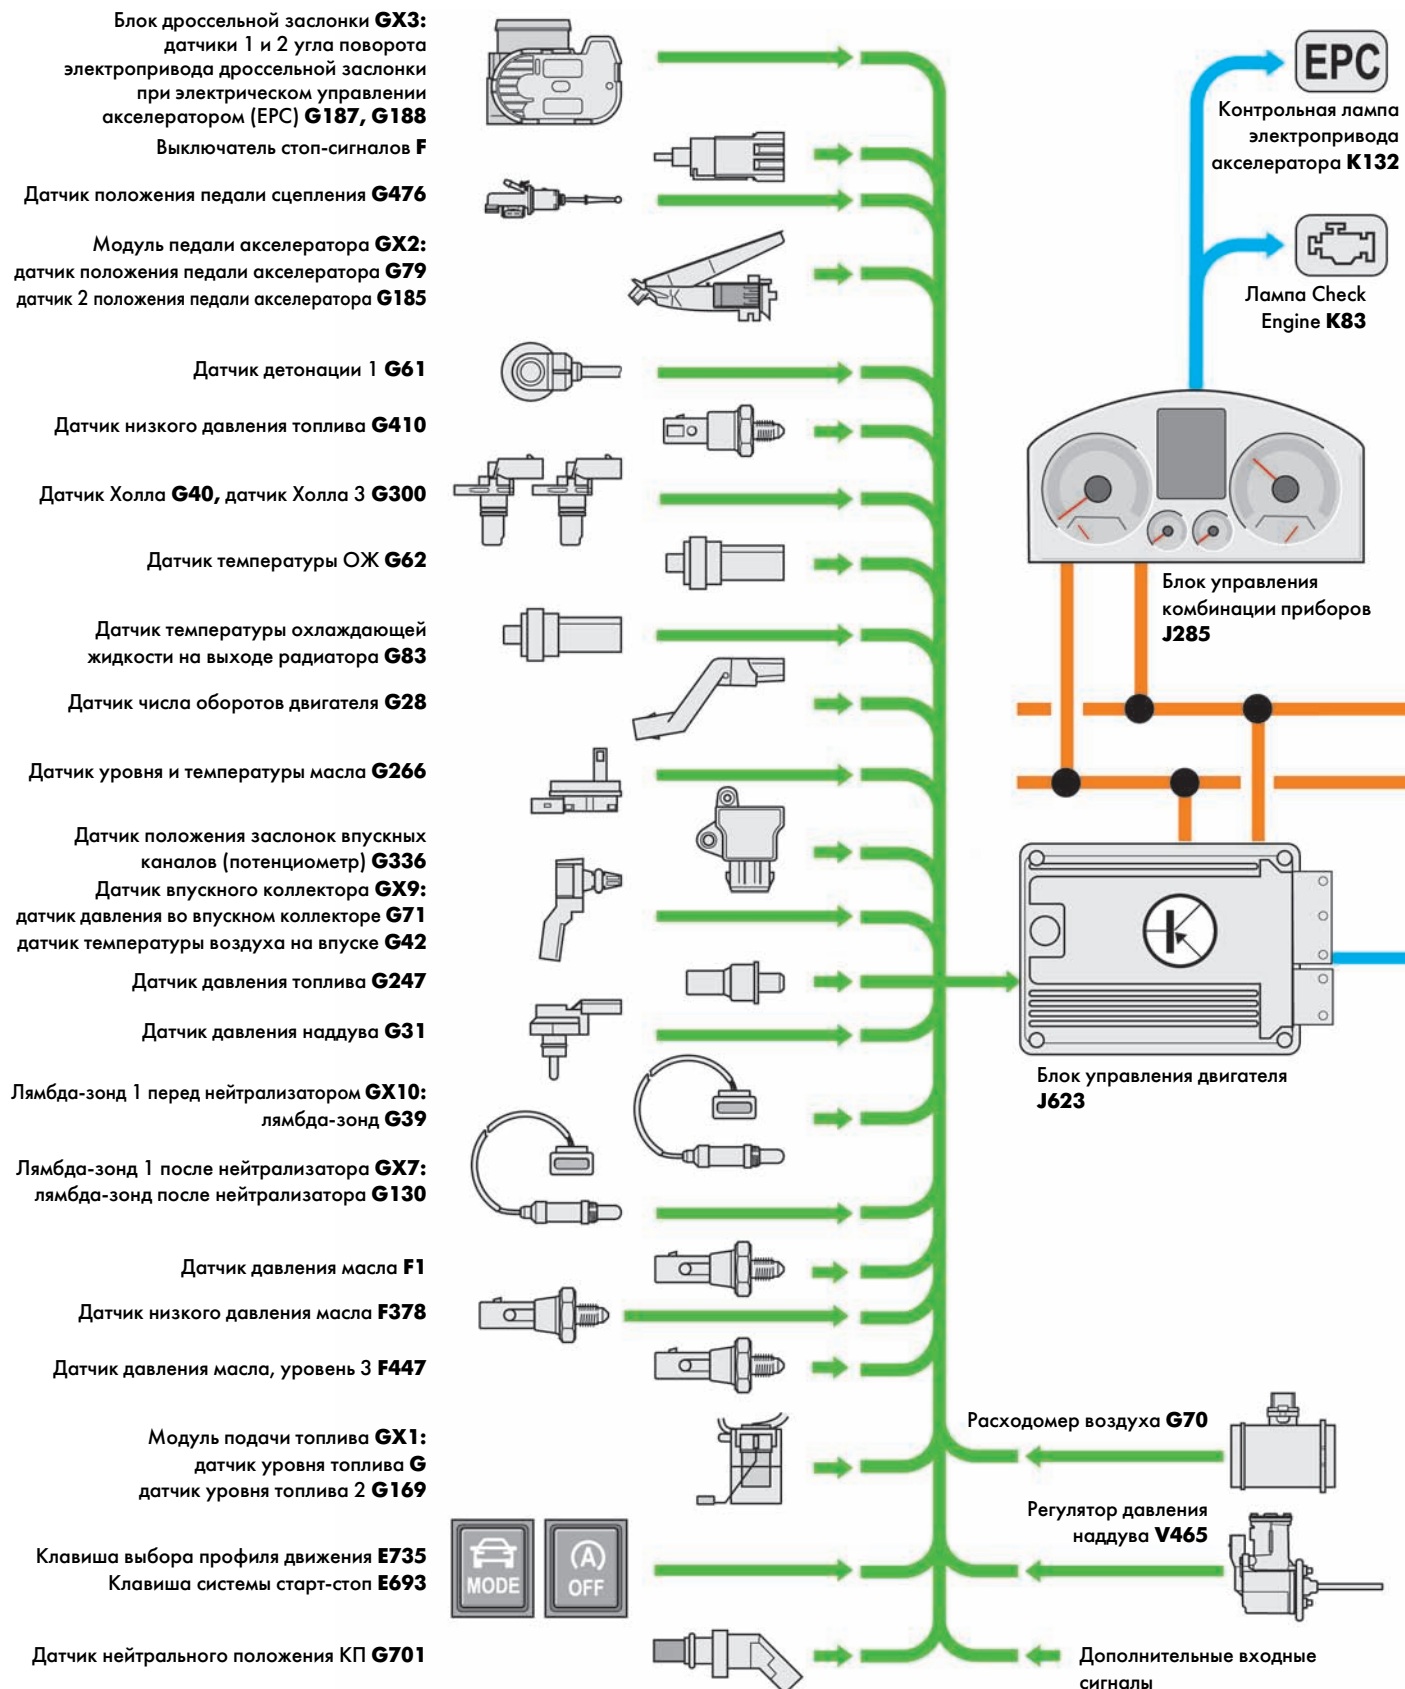 Блок дроссельной заслонки GX3:
датчики 1 и 2 угла поворота
электропривода дроссельной заслонки
при электрическом управлении
акселератором (EPC) G187, G188
Выключатель стоп-сигналов F
Датчик положения педали сцепления G476
Модуль педали акселератора GX2:
датчик положения педали акселератора G79
датчик 2 положения педали акселератора G185
Датчик детонации 1 G61
Датчик низкого давления топлива G410
Датчик Холла G40, датчик Холла 3 G300
Датчик температуры ОЖ G62
Датчик температуры охлаждающей
жидкости на выходе радиатора G83
Датчик числа оборотов двигателя G28
Датчик уровня и температуры масла G266
Датчик положения заслонок впускных
каналов (потенциометр) G336
Датчик впускного коллектора GX9:
датчик давления во впускном коллекторе G71
датчик температуры воздуха на впуске G42
Датчик давления топлива G247
Датчик давления наддува G31
Лямбда-зонд 1 перед нейтрализатором GX10:
лямбда-зонд G39
Лямбда-зонд 1 после нейтрализатора GX7:
лямбда-зонд после нейтрализатора G130
Датчик давления масла F1
Датчик низкого давления масла F378
Датчик давления масла, уровень 3 F447
Модуль подачи топлива GX1:
датчик уровня топлива G
датчик уровня топлива 2 G169
Клавиша выбора профиля движения E735
Клавиша системы старт-стоп E693
MODE
A
OFF
Датчик нейтрального положения КП G701
EPC
Контрольная лампа
электропривода
акселератора K132
Лампа Check
Engine K83
Блок управления
комбинации приборов
J285
Блок управления двигателя
J623
Расходомер воздуха G70
Регулятор давления
наддува V465
Дополнительные входные
сигналы